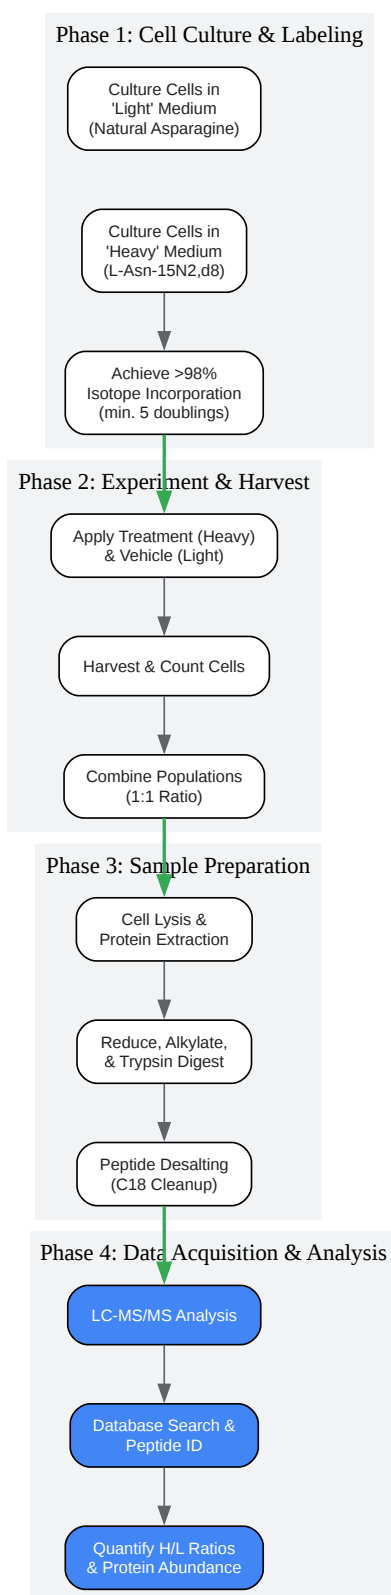 Phase 1: Cell Culture & Labeling
Culture Cells in
'Light' Medium
(Natural Asparagine)
Culture Cells in
'Heavy' Medium
(L-Asn-15N2,d8)
Achieve >98%
Isotope Incorporation
(min. 5 doublings)
Phase 2: Experiment & Harvest
Apply Treatment (Heavy)
& Vehicle (Light)
Harvest & Count Cells
Combine Populations
(1:1 Ratio)
Phase 3: Sample Preparation
Cell Lysis &
Protein Extraction
Reduce, Alkylate,
& Trypsin Digest
Peptide Desalting
(C18 Cleanup)
Phase 4: Data Acquisition & Analysis
LC-MS/MS Analysis
Database Search &
Peptide ID
Quantify H/L Ratios
& Protein Abundance